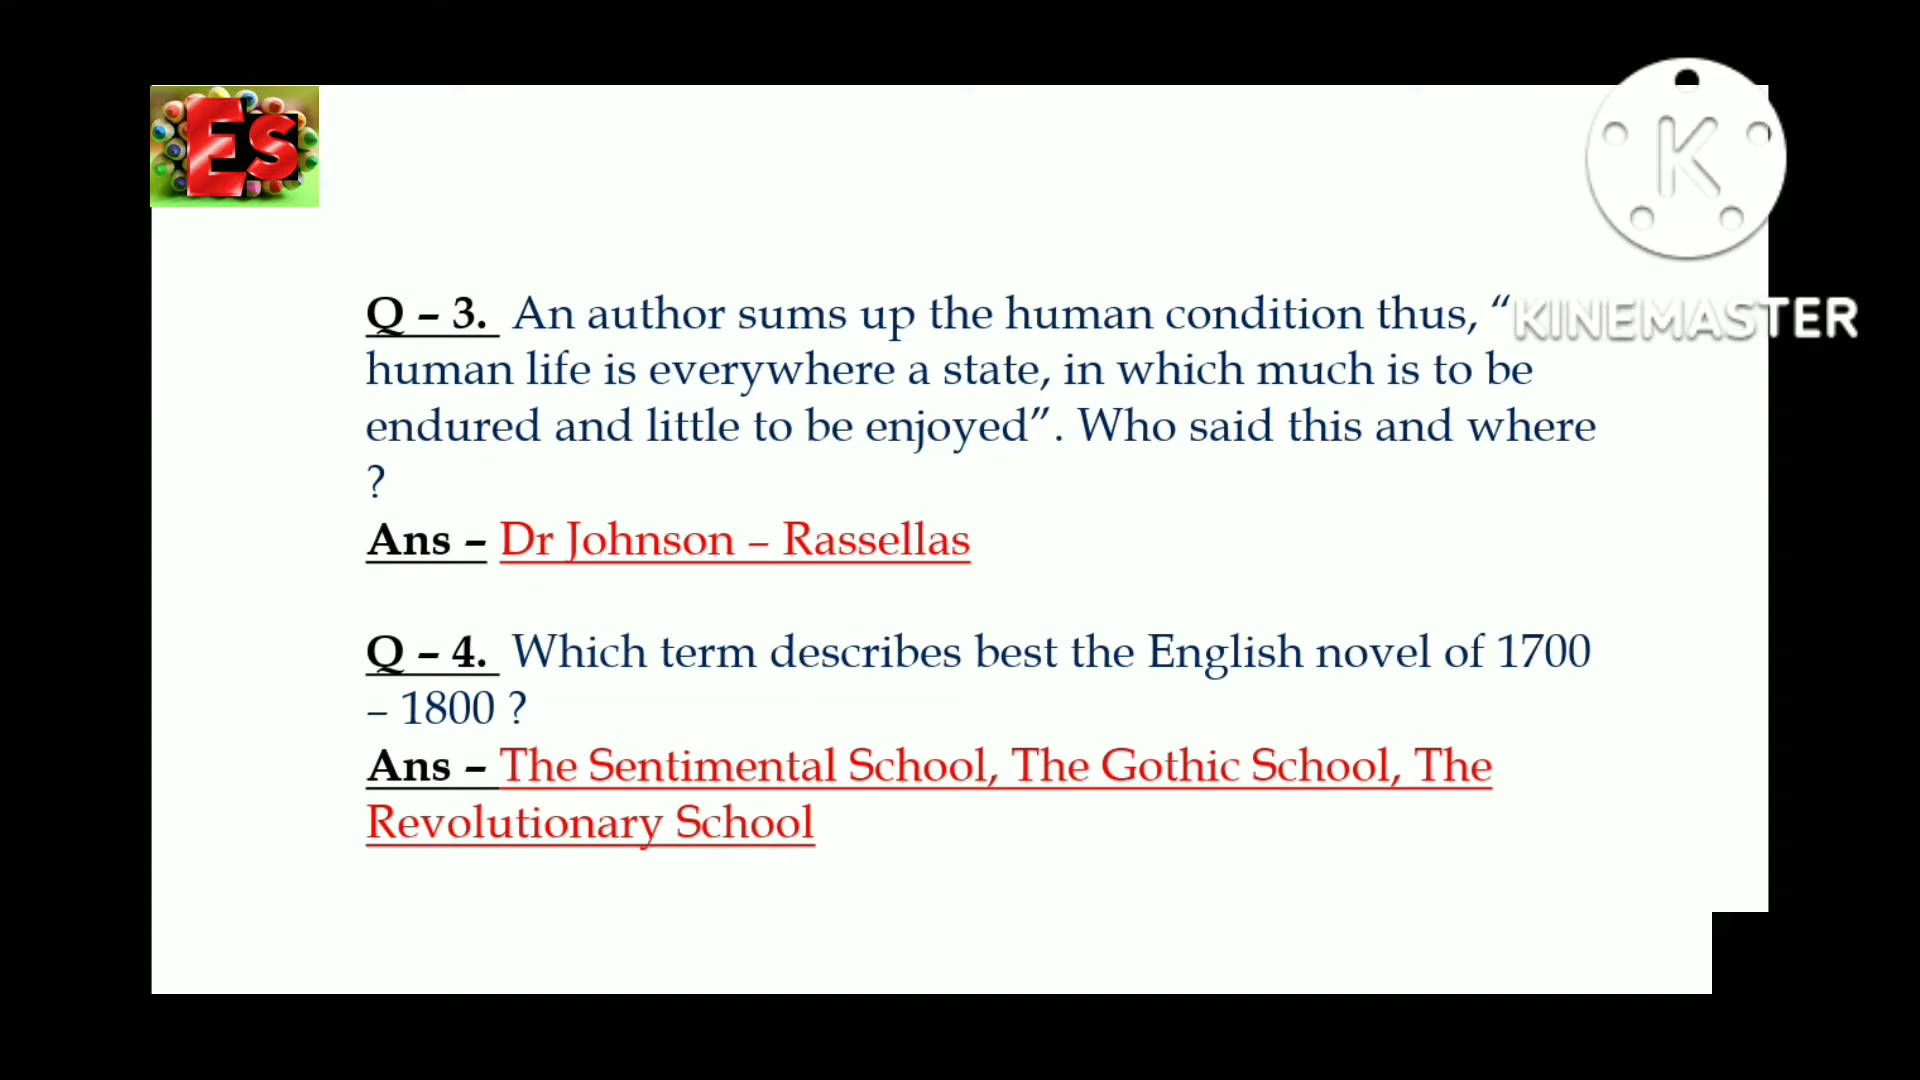 Es
K
KINEMASTER
Q – 3. An author sums up the human condition thus, “
human life is everywhere a state, in which much is to be
endured and little to be enjoyed”. Who said this and where
?
Ans – Dr Johnson – Rassellas
Q – 4. Which term describes best the English novel of 1700
– 1800 ?
Ans – The Sentimental School, The Gothic School, The
Revolutionary School